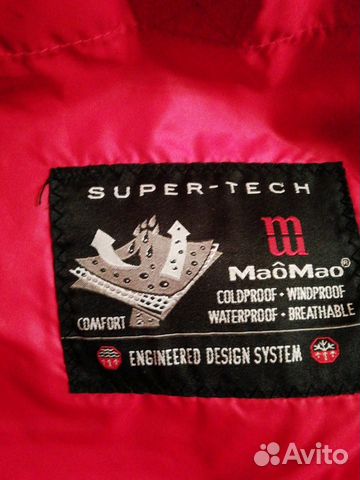 SUPER-TECH
m
MaôMao®
COLDPROOF · WINDPROOF
WATERPROOF · BREATHABLE
COMFORT
ENGINEERED DESIGN SYSTEM
Avito